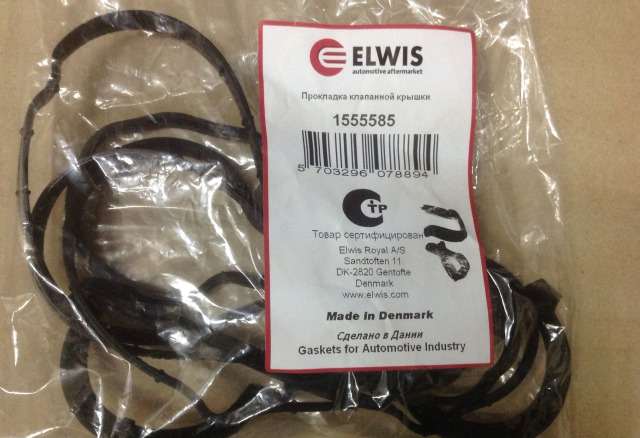 ELWIS
automotive aftermarket
Прокладка клапанной крышки
1555585
5 703296 078894
СТР
Товар сертифицирован
Elwis Royal A/S
Sandtoften 11
DK-2820 Gentofte
Denmark
www.elwis.com
Made in Denmark
Сделано в Дании
Gaskets for Automotive Industry